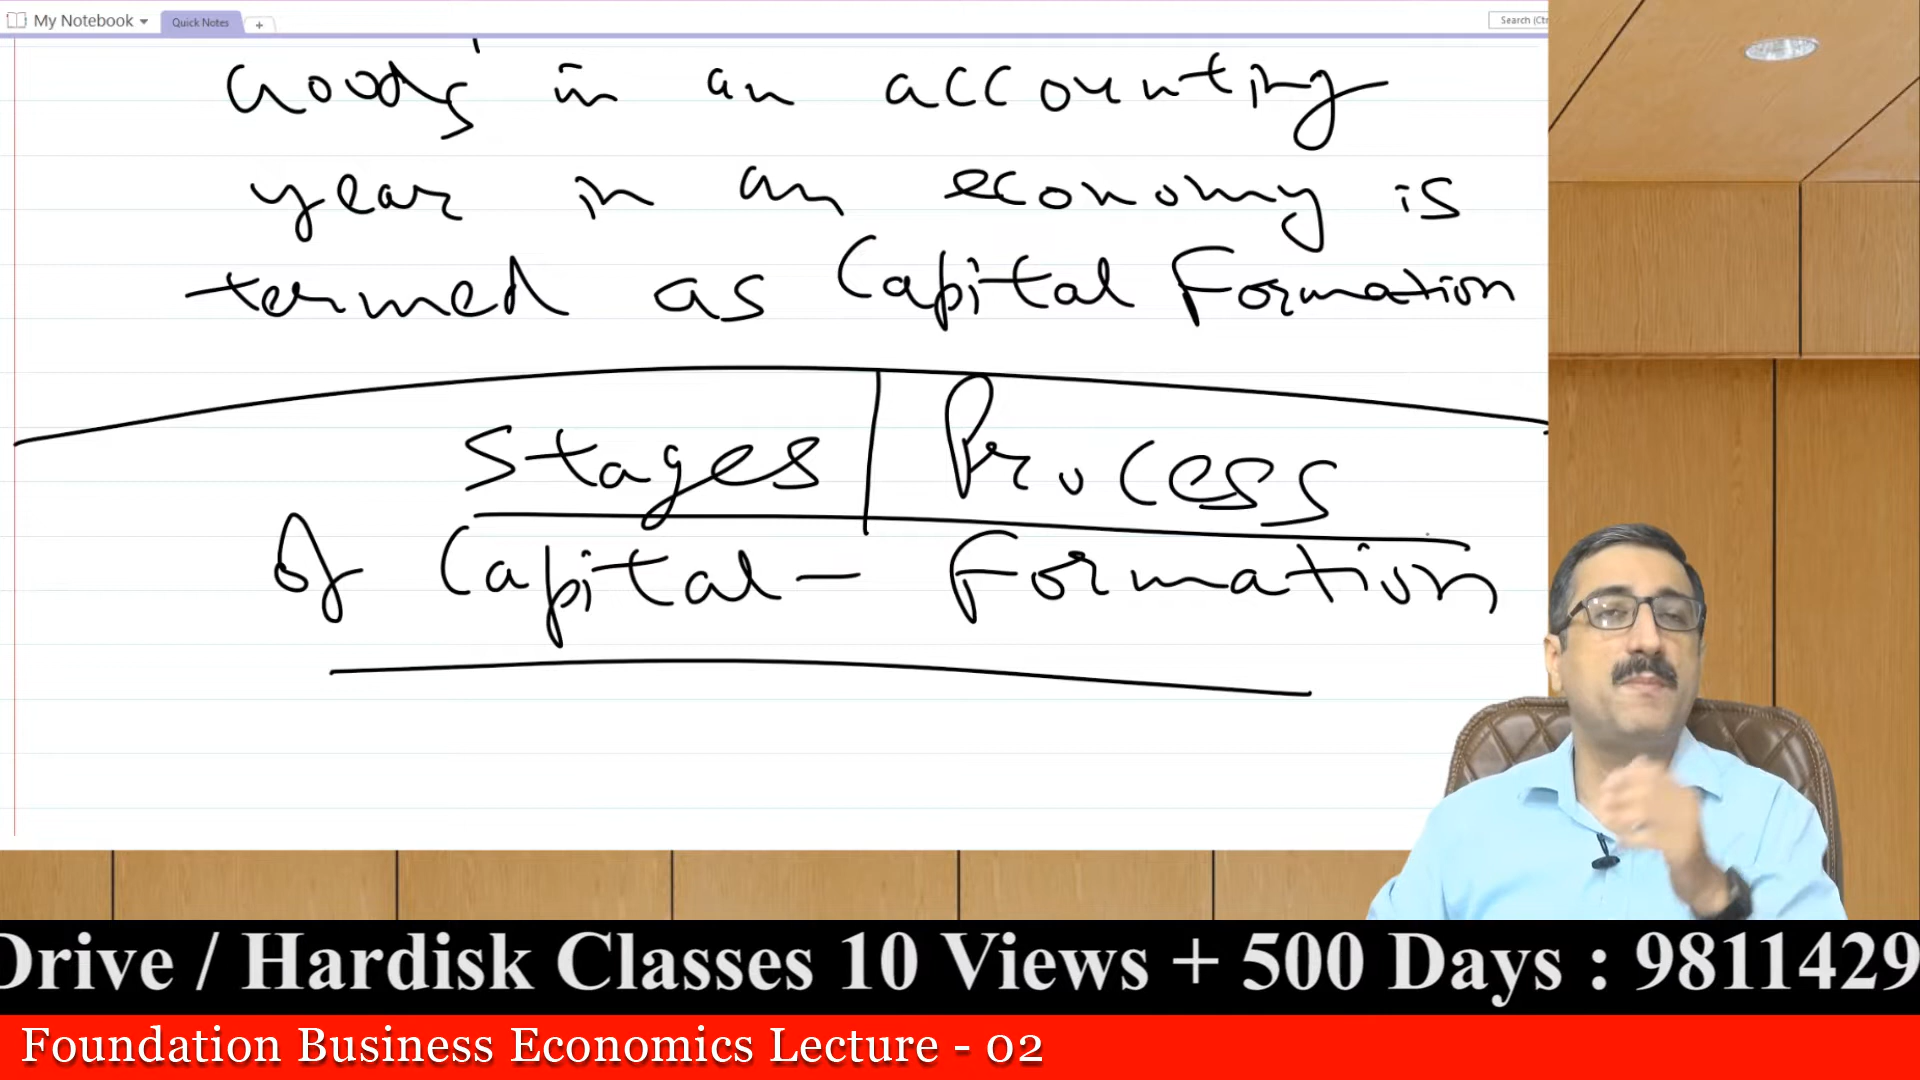 My Notebook
Quick Notes
+
Search (Ct
Goods in an accounting
year in an economy is
termed as Capital Formation
Stages | Process
of Capital - Formation
Drive / Hardisk Classes 10 Views + 500 Days : 9811429
Foundation Business Economics Lecture - 02